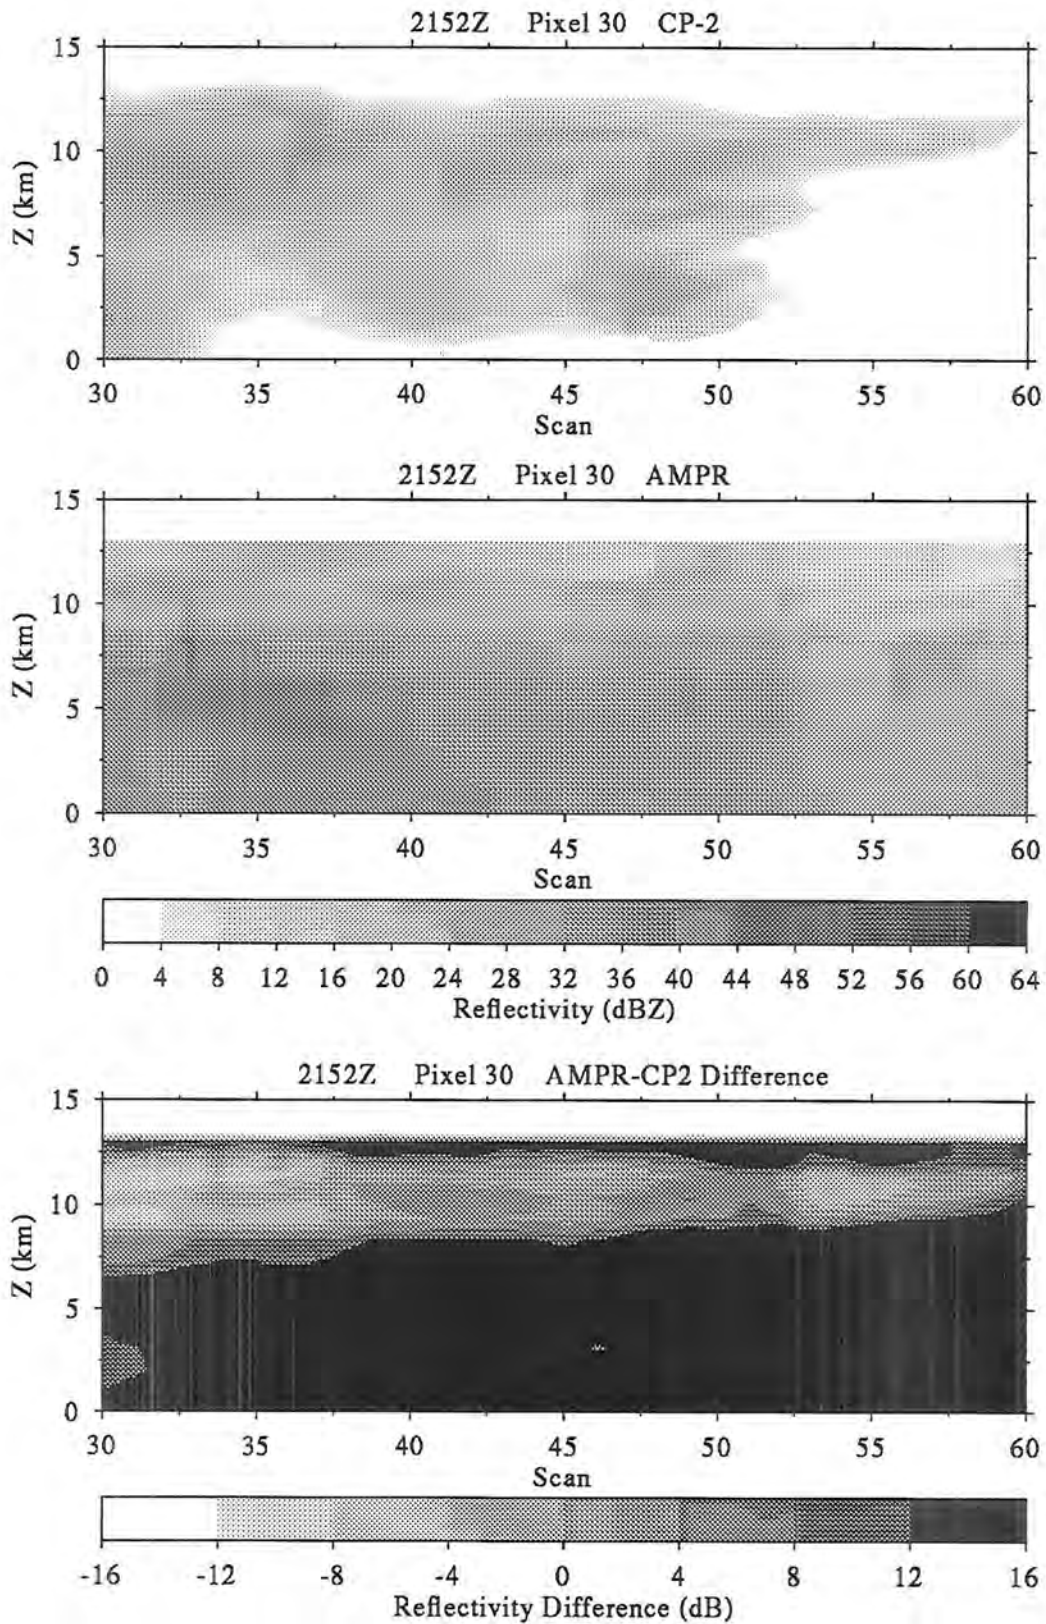 2152Z Pixel 30 CP-2
15
10
5
0
Z (km)
30 35 40 45 50 55 60
Scan
2152Z Pixel 30 AMPR
15
10
5
0
Z (km)
30 35 40 45 50 55 60
Scan
0 4 8 12 16 20 24 28 32 36 40 44 48 52 56 60 64
Reflectivity (dBZ)
2152Z Pixel 30 AMPR-CP2 Difference
15
10
5
0
Z (km)
30 35 40 45 50 55 60
Scan
-16 -12 -8 -4 0 4 8 12 16
Reflectivity Difference (dB)